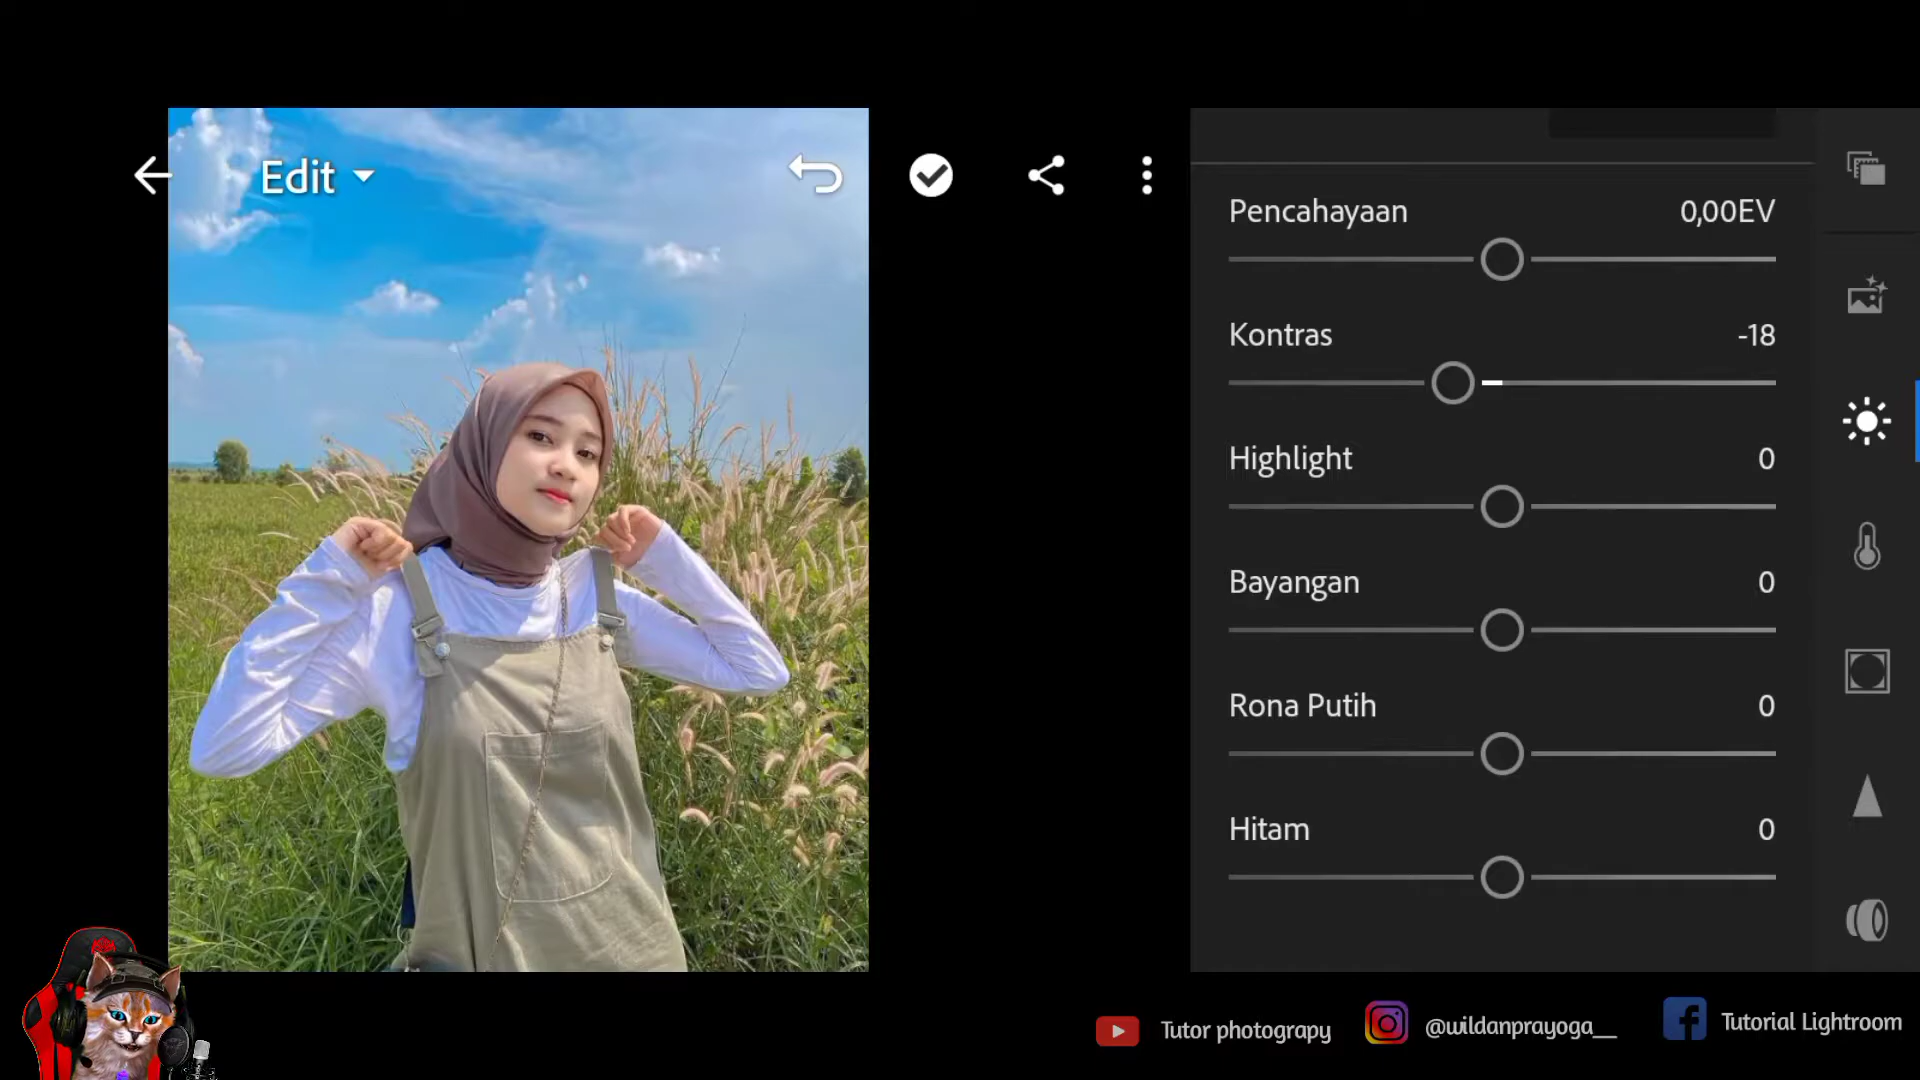 Edit
Pencahayaan 0,00EV
Kontras -18
Highlight 0
Bayangan 0
Rona Putih 0
Hitam 0
Tutor photograpy @wildanprayoga__ Tutorial Lightroom